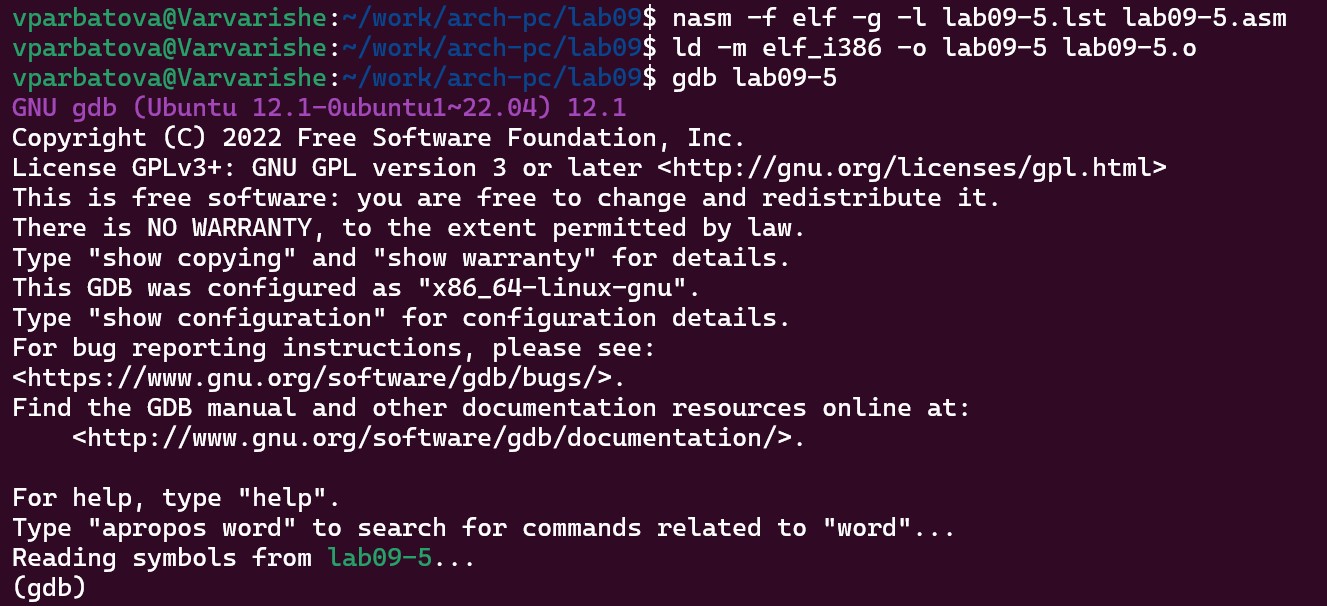 vparbatova@Varvarishe:~/work/arch-pc/lab09$ nasm -f elf -g -l lab09-5.lst lab09-5.asm
vparbatova@Varvarishe:~/work/arch-pc/lab09$ ld -m elf_i386 -o lab09-5 lab09-5.o
vparbatova@Varvarishe:~/work/arch-pc/lab09$ gdb lab09-5
GNU gdb (Ubuntu 12.1-0ubuntu1~22.04) 12.1
Copyright (C) 2022 Free Software Foundation, Inc.
License GPLv3+: GNU GPL version 3 or later <http://gnu.org/licenses/gpl.html>
This is free software: you are free to change and redistribute it.
There is NO WARRANTY, to the extent permitted by law.
Type "show copying" and "show warranty" for details.
This GDB was configured as "x86_64-linux-gnu".
Type "show configuration" for configuration details.
For bug reporting instructions, please see:
<https://www.gnu.org/software/gdb/bugs/>.
Find the GDB manual and other documentation resources online at:
    <http://www.gnu.org/software/gdb/documentation/>.

For help, type "help".
Type "apropos word" to search for commands related to "word"...
Reading symbols from lab09-5...
(gdb)